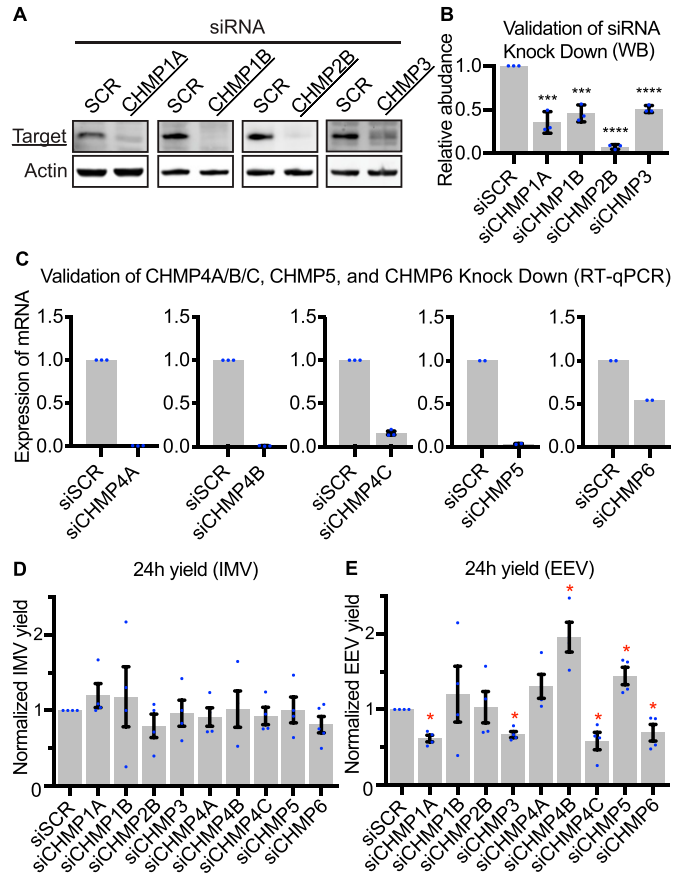 A
siRNA
SCR
CHMP1A
SCR
CHMP1B
SCR
CHMP2B
SCR
CHMP3
Target
Actin
B
Validation of siRNA
Knock Down (WB)
Relative abudance
1.0
0.5
0.0
***
***
****
****
siSCR
siCHMP1A
siCHMP1B
siCHMP2B
siCHMP3
C
Validation of CHMP4A/B/C, CHMP5, and CHMP6 Knock Down (RT-qPCR)
Expression of mRNA
1.5
1.0
0.5
0.0
siSCR
siCHMP4A
1.5
1.0
0.5
0.0
siSCR
siCHMP4B
1.5
1.0
0.5
0.0
siSCR
siCHMP4C
1.5
1.0
0.5
0.0
siSCR
siCHMP5
1.5
1.0
0.5
0.0
siSCR
siCHMP6
D
24h yield (IMV)
Normalized IMV yield
2
1
0
siSCR
siCHMP1A
siCHMP1B
siCHMP2B
siCHMP3
siCHMP4A
siCHMP4B
siCHMP4C
siCHMP5
siCHMP6
E
24h yield (EEV)
Normalized EEV yield
2
1
0
*
*
*
*
*
*
siSCR
siCHMP1A
siCHMP1B
siCHMP2B
siCHMP3
siCHMP4A
siCHMP4B
siCHMP4C
siCHMP5
siCHMP6